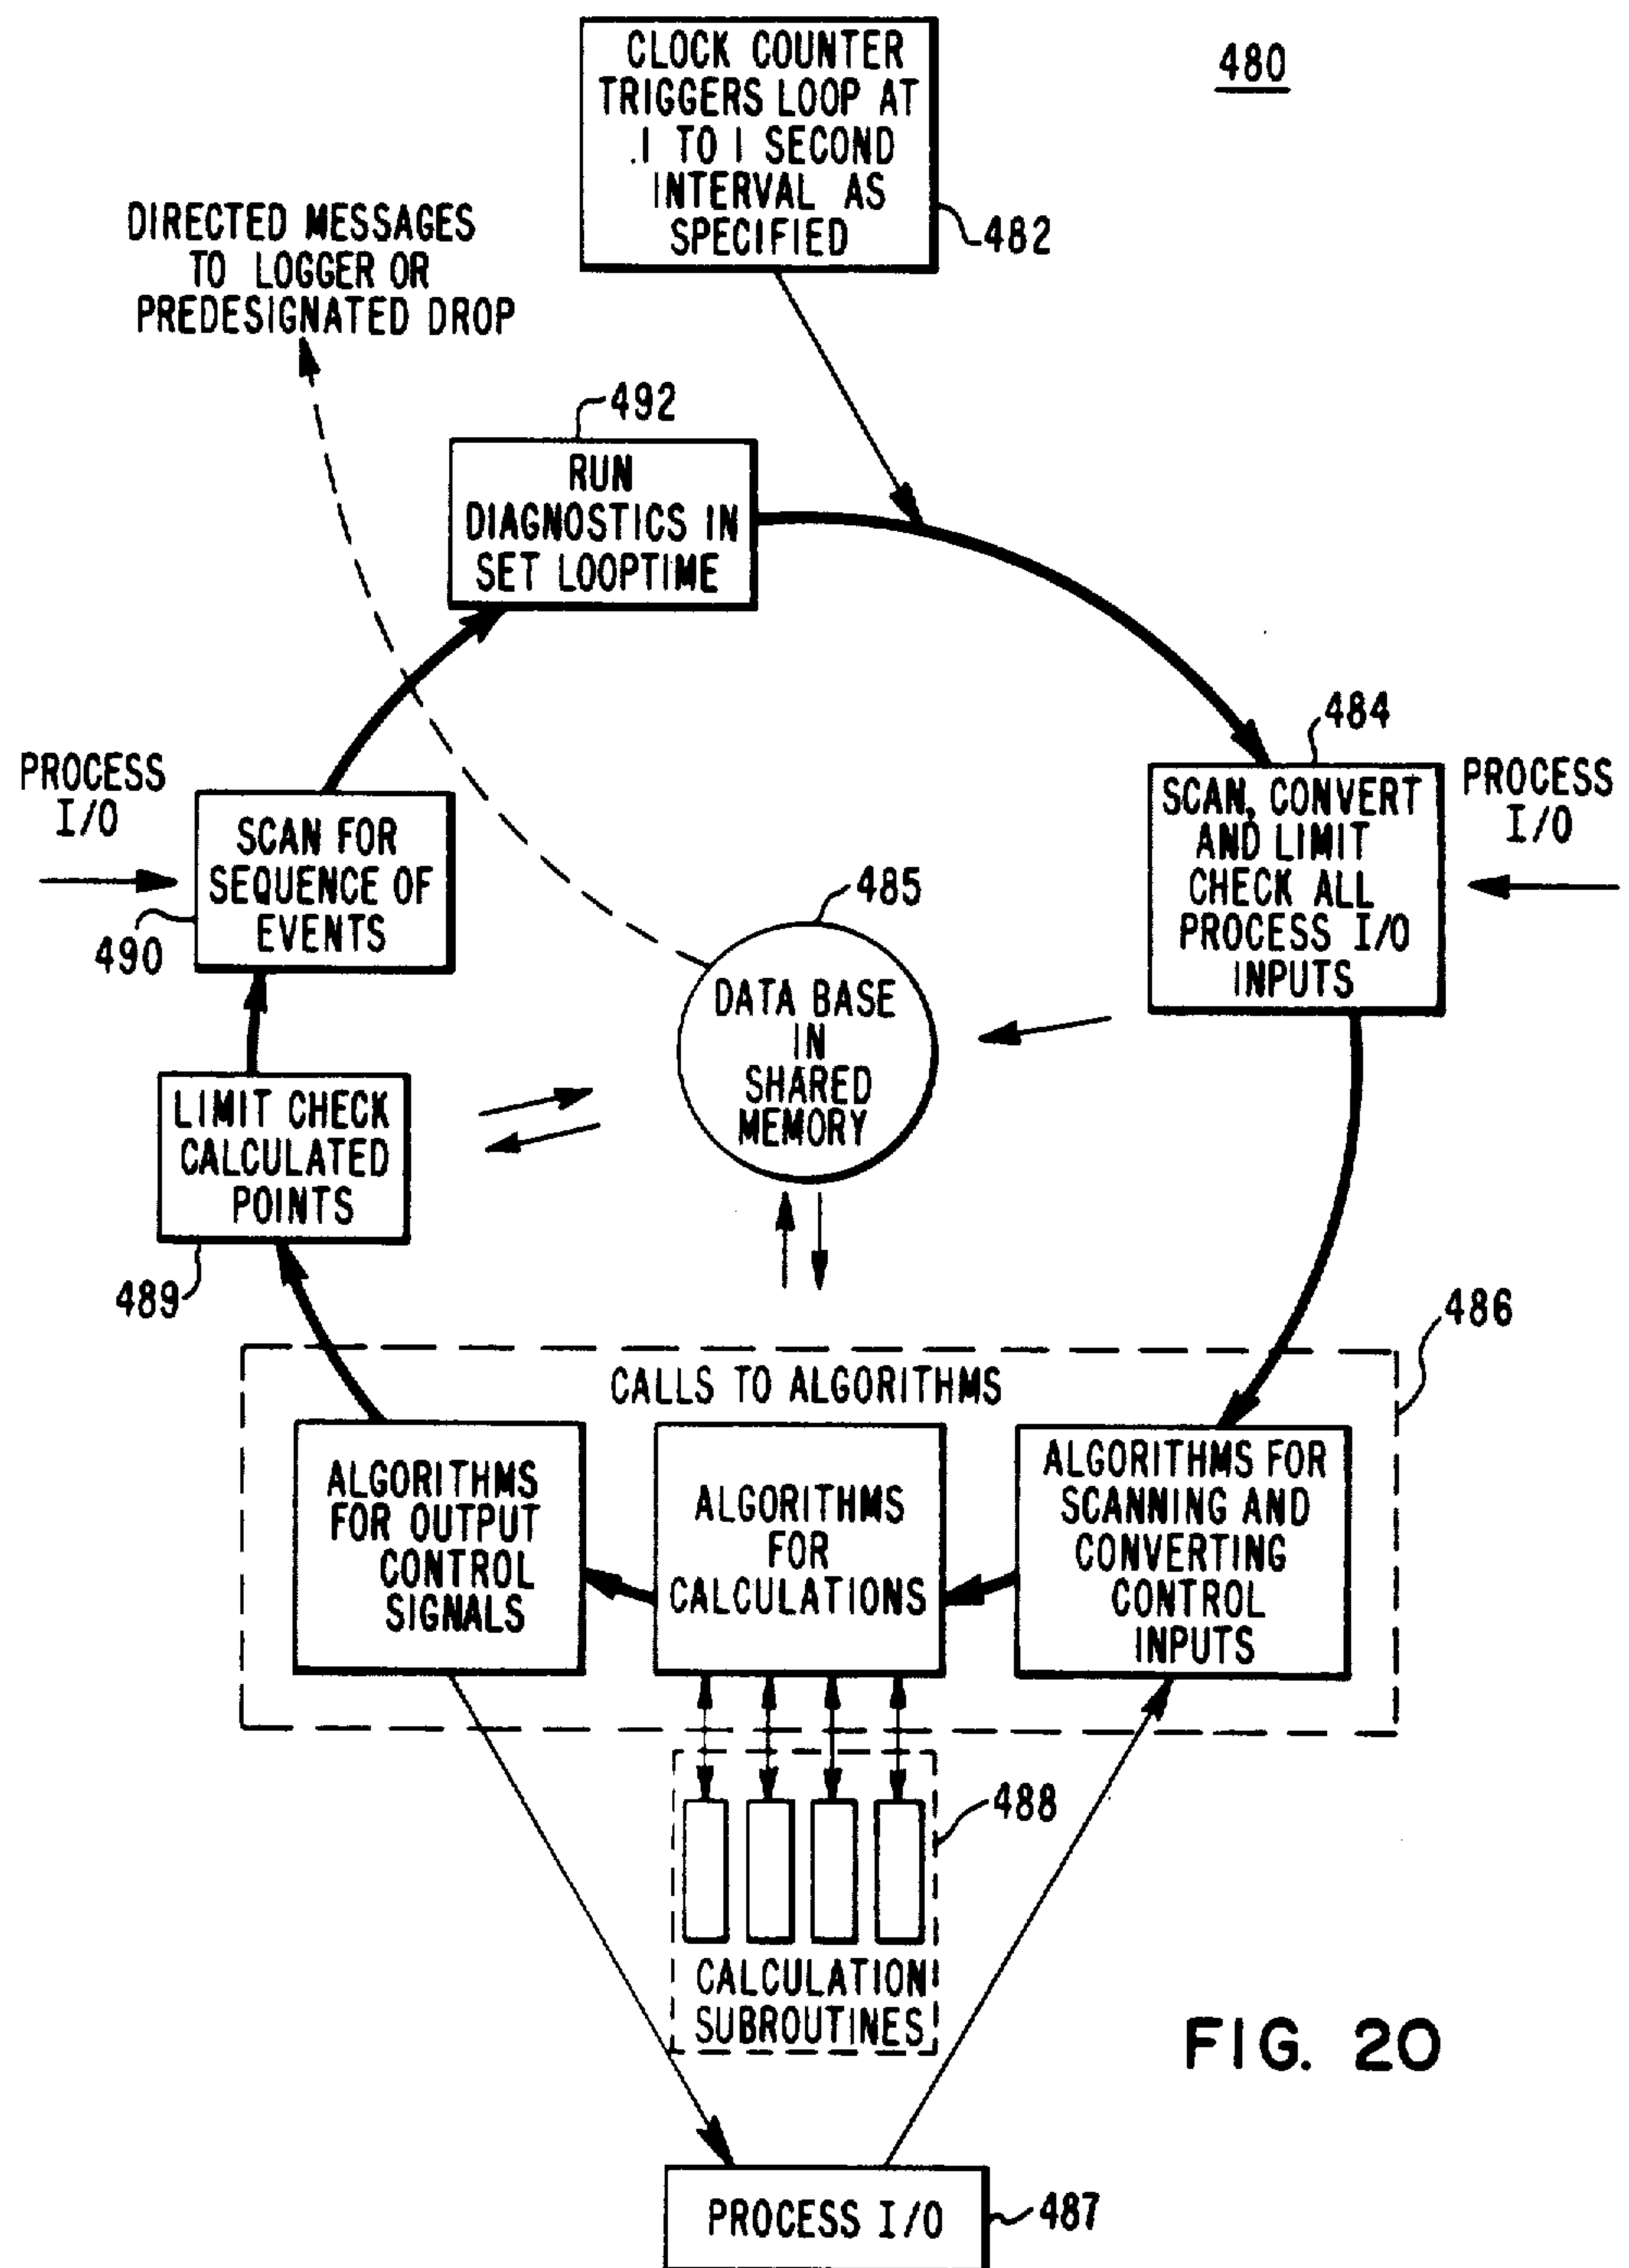 CLOCK COUNTER
TRIGGERS LOOP AT
.1 TO 1 SECOND
INTERVAL AS
SPECIFIED
480
482
DIRECTED MESSAGES
TO LOGGER OR
PREDESIGNATED DROP
492
RUN
DIAGNOSTICS IN
SET LOOPTIME
484
SCAN, CONVERT
AND LIMIT
CHECK ALL
PROCESS I/O
INPUTS
PROCESS
I/O
PROCESS
I/O
SCAN FOR
SEQUENCE OF
EVENTS
490
485
DATA BASE
IN
SHARED
MEMORY
LIMIT CHECK
CALCULATED
POINTS
489
486
CALLS TO ALGORITHMS
ALGORITHMS
FOR OUTPUT
CONTROL
SIGNALS
ALGORITHMS
FOR
CALCULATIONS
ALGORITHMS FOR
SCANNING AND
CONVERTING
CONTROL
INPUTS
488
CALCULATION
SUBROUTINES
FIG. 20
PROCESS I/O
487